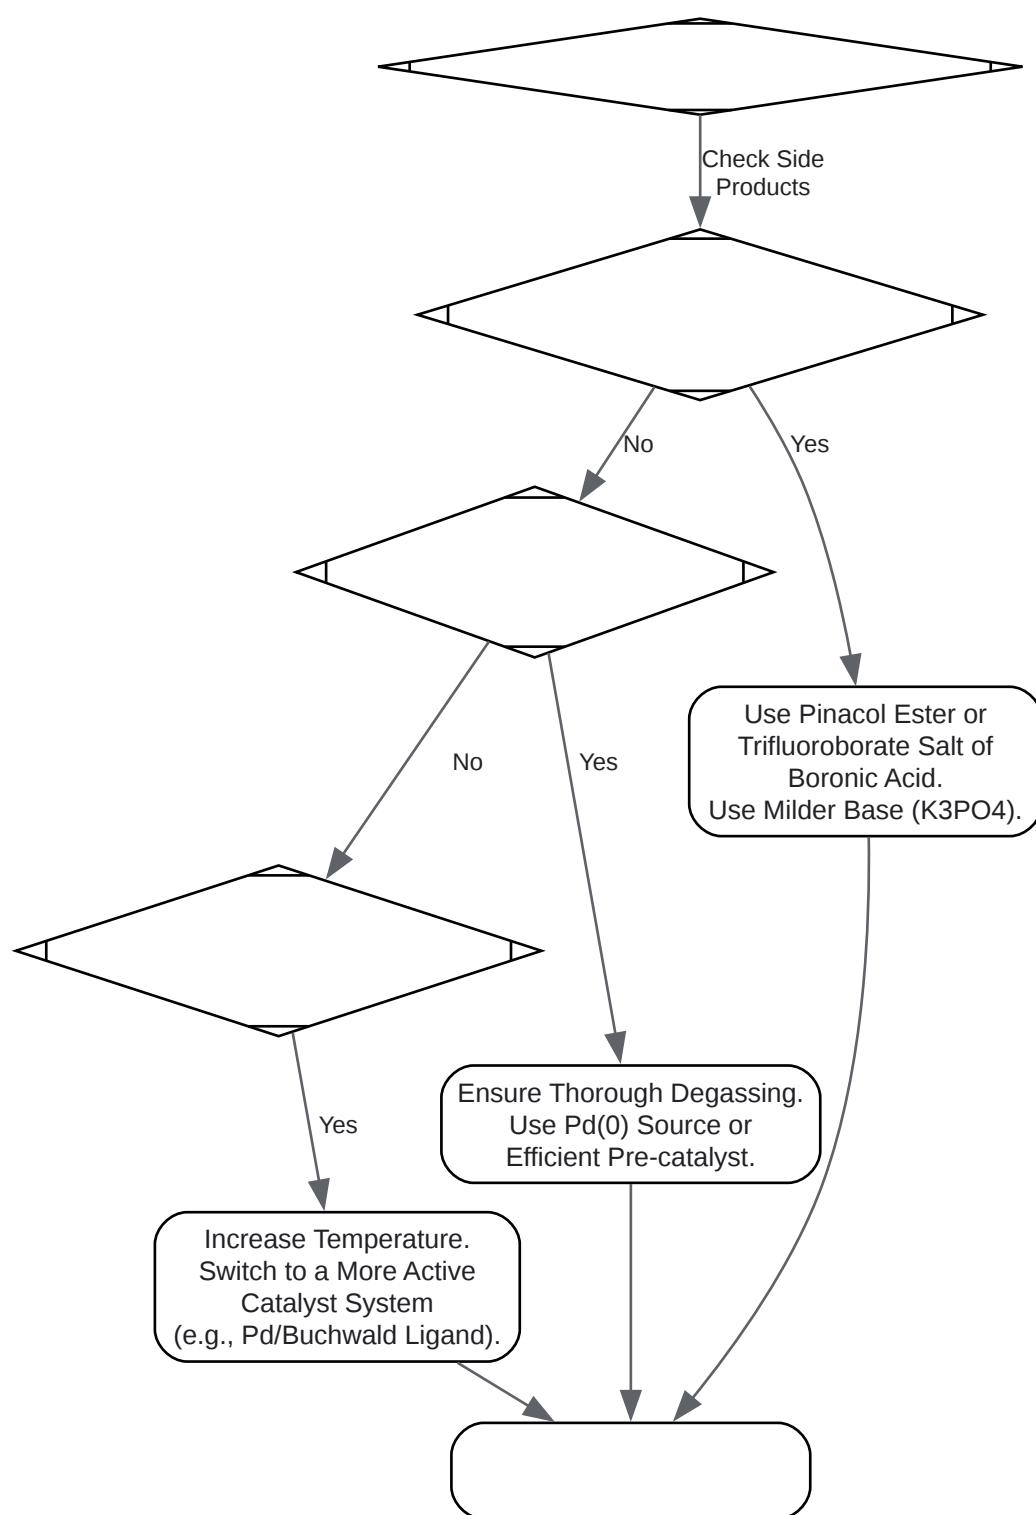 Check Side
Products
No
Yes
Use Pinacol Ester or
Trifluoroborate Salt of
Boronic Acid.
Use Milder Base (K3PO4).
No
Yes
Ensure Thorough Degassing.
Use Pd(0) Source or
Efficient Pre-catalyst.
Yes
Increase Temperature.
Switch to a More Active
Catalyst System
(e.g., Pd/Buchwald Ligand).